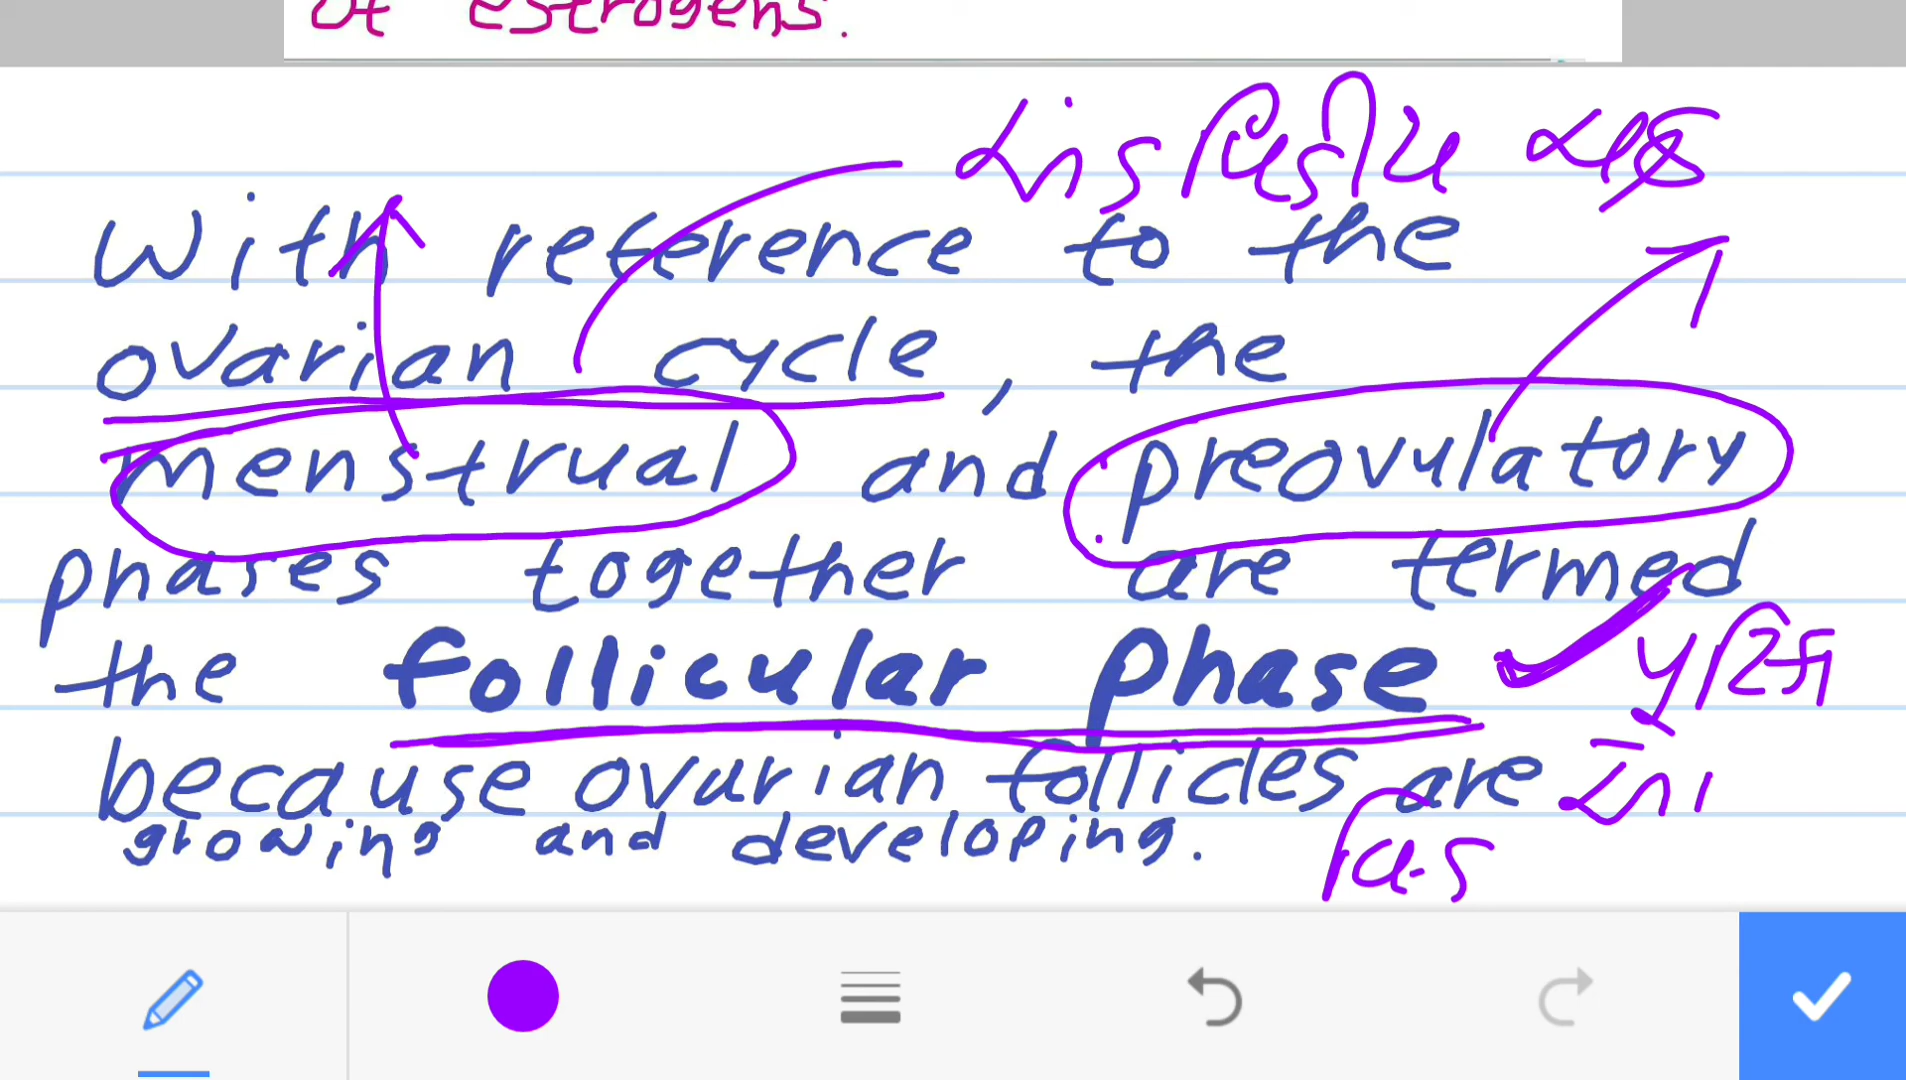 of estrogens.
With reference to the
ovarian cycle, the
menstrual and preovulatory
phases together are termed
the follicular phase
because ovarian follicles are
growing and developing.